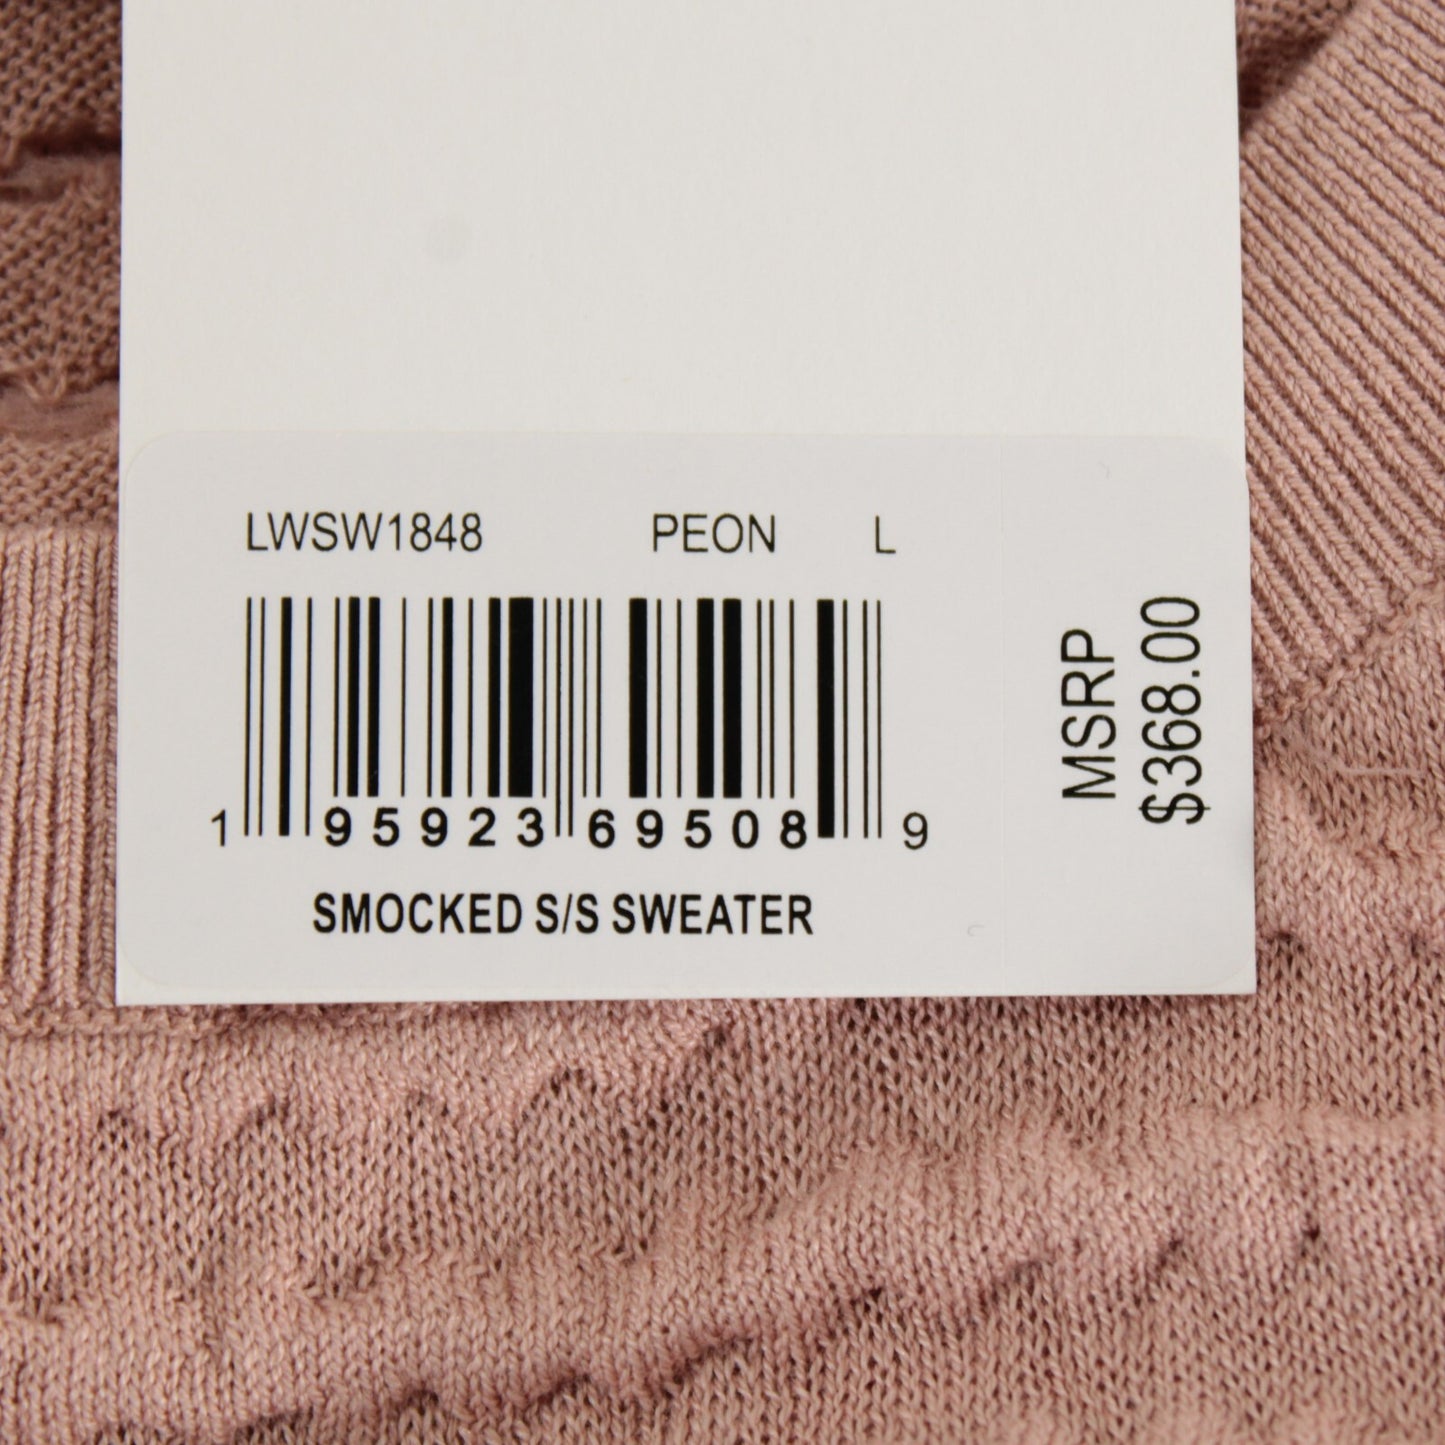 LWSW1848 PEON L
1 95923 69508 9
SMOCKED S/S SWEATER
MSRP
$368.00